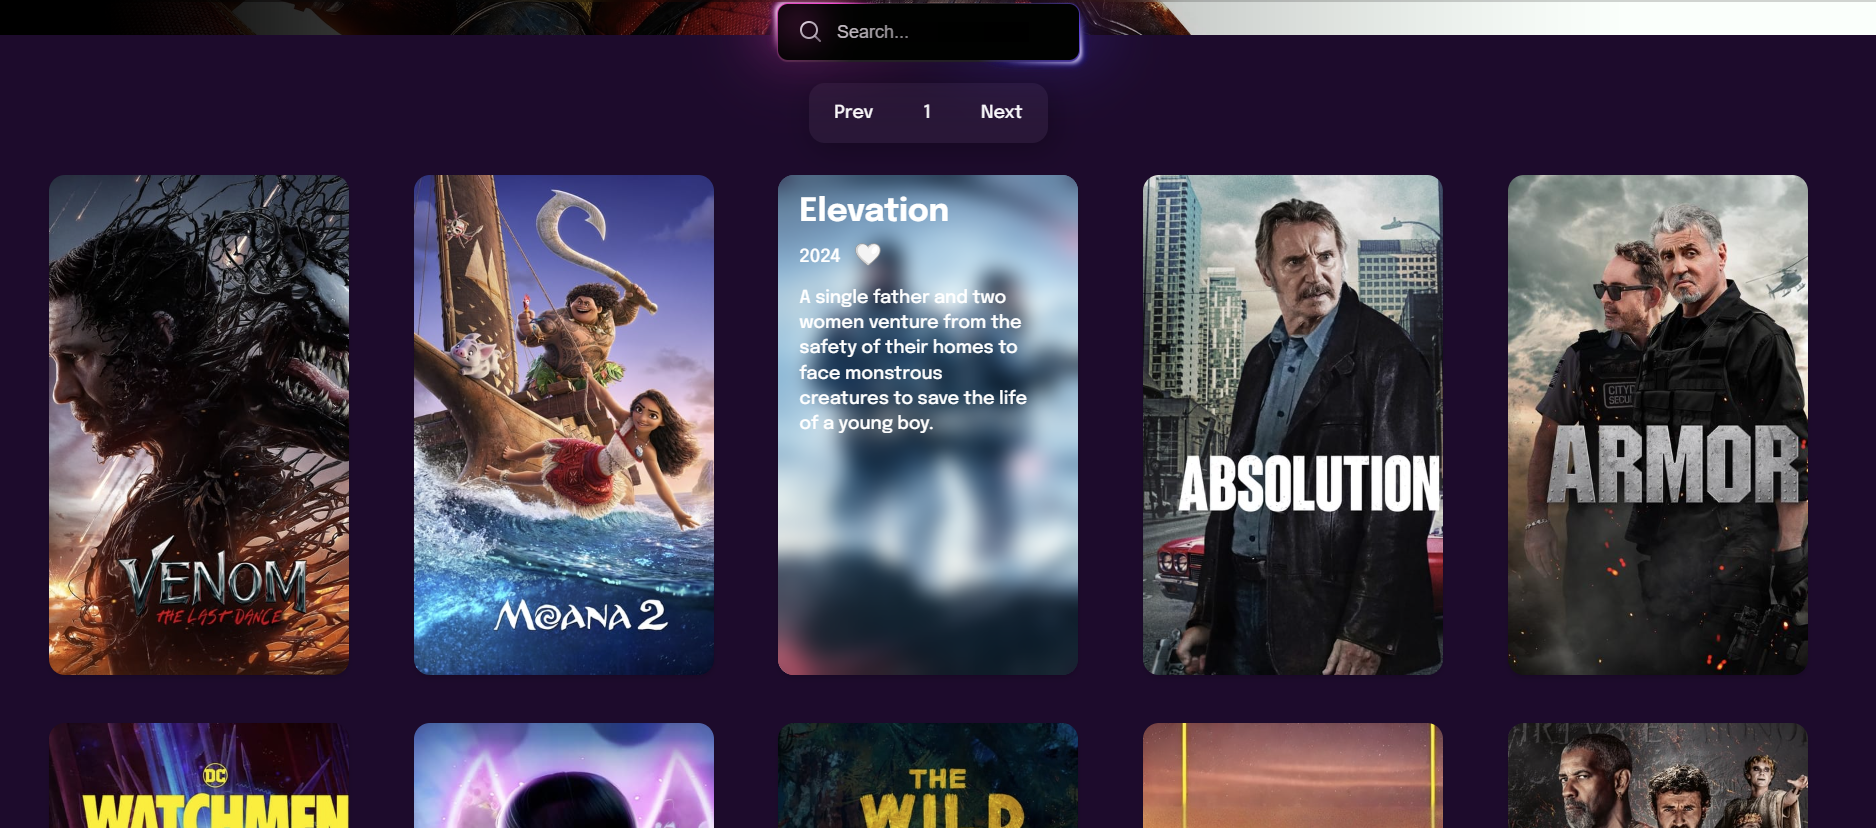 Search...
Prev 1 Next
Elevation
2024
A single father and two
women venture from the
safety of their homes to
face monstrous
creatures to save the life
of a young boy.
CITY
SECU
ABSOLUTION
ARMOR
VENOM
THE LAST DANCE
MOANA 2
DC
WATCHMEN
THE
WILD